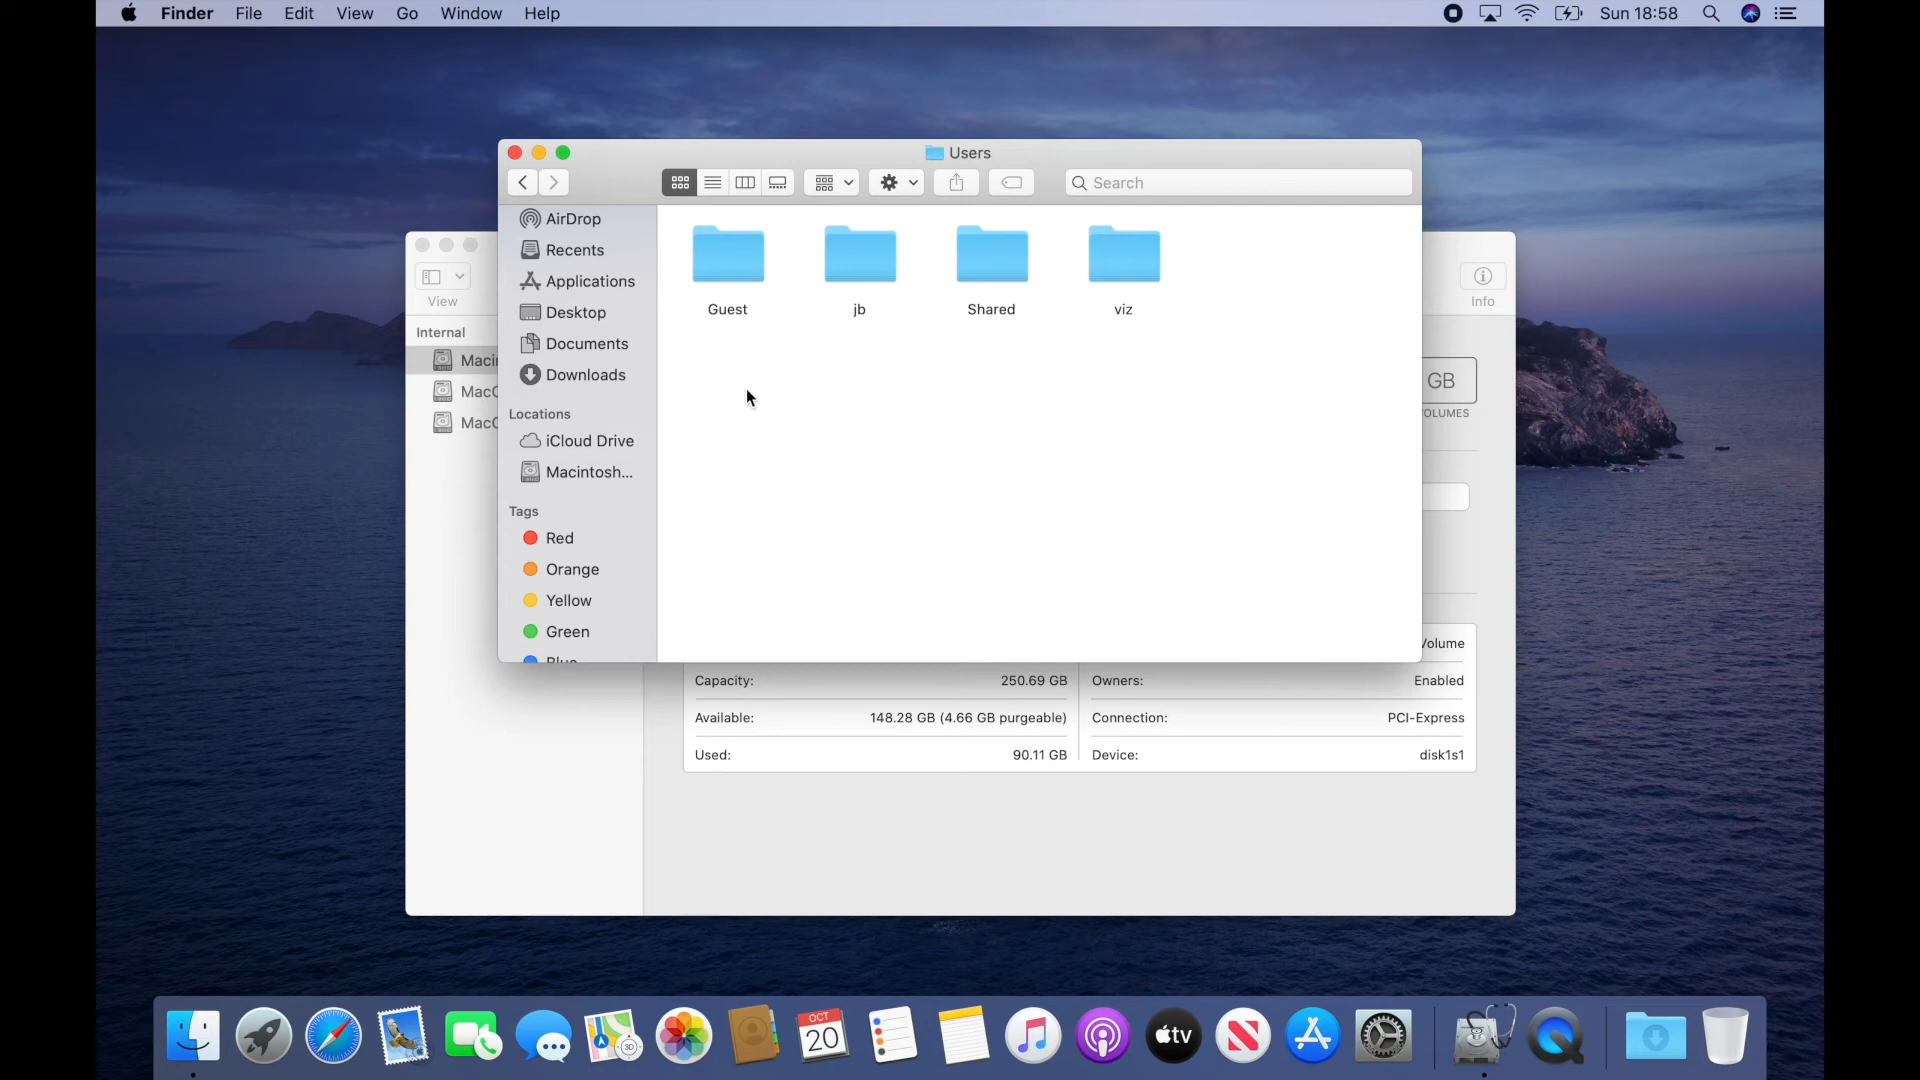 Finder File Edit View Go Window Help Sun 18:58
Users
Search
AirDrop
Recents
Applications
Desktop
Documents
Downloads
Locations
iCloud Drive
Macintosh...
Tags
Red
Orange
Yellow
Green
Guest jb Shared viz
View
Internal
Info
GB
Capacity: 250.69 GB
Owners: Enabled
Available: 148.28 GB (4.66 GB purgeable)
Connection: PCI-Express
Used: 90.11 GB
Device: disk1s1
OCT
20
3D
tv